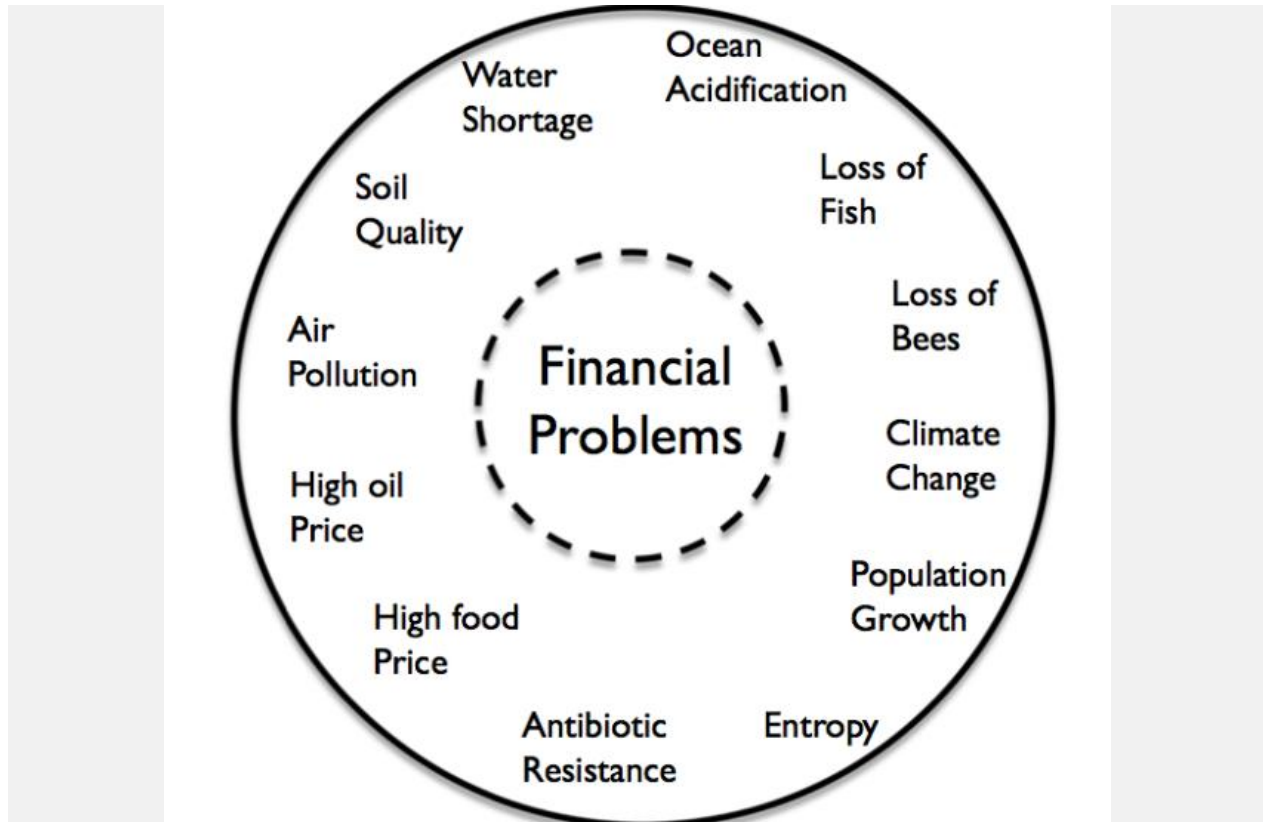 Ocean
Acidification
Water
Shortage
Loss of
Fish
Soil
Quality
Loss of
Bees
Air
Pollution
Financial
Problems
Climate
Change
High oil
Price
Population
Growth
High food
Price
Antibiotic
Resistance
Entropy